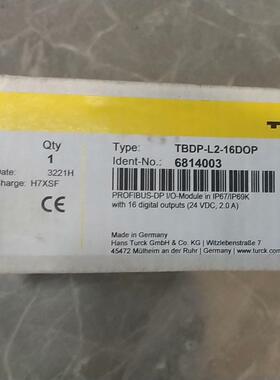 T
Qty
1
Type: TBDP-L2-16DOP
Ident-No.: 6814003
Date: 3221H
Charge: H7XSF
CE
PROFIBUS-DP I/O-Module in IP67/IP69K
with 16 digital outputs (24 VDC, 2.0 A)
Made in Germany
Hans Turck GmbH & Co. KG | Witzlebenstraße 7
45472 Mülheim an der Ruhr | Germany | www.turck.com